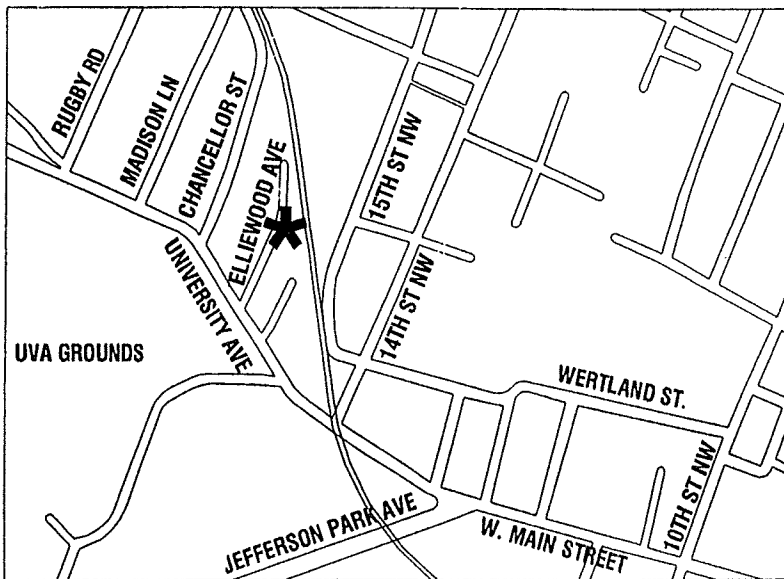 RUGBY RD
MADISON LN
CHANCELLOR ST
ELLIEWOOD AVE
15TH ST NW
UNIVERSITY AVE
14TH ST NW
UVA GROUNDS
WERTLAND ST.
10TH ST NW
JEFFERSON PARK AVE
W. MAIN STREET